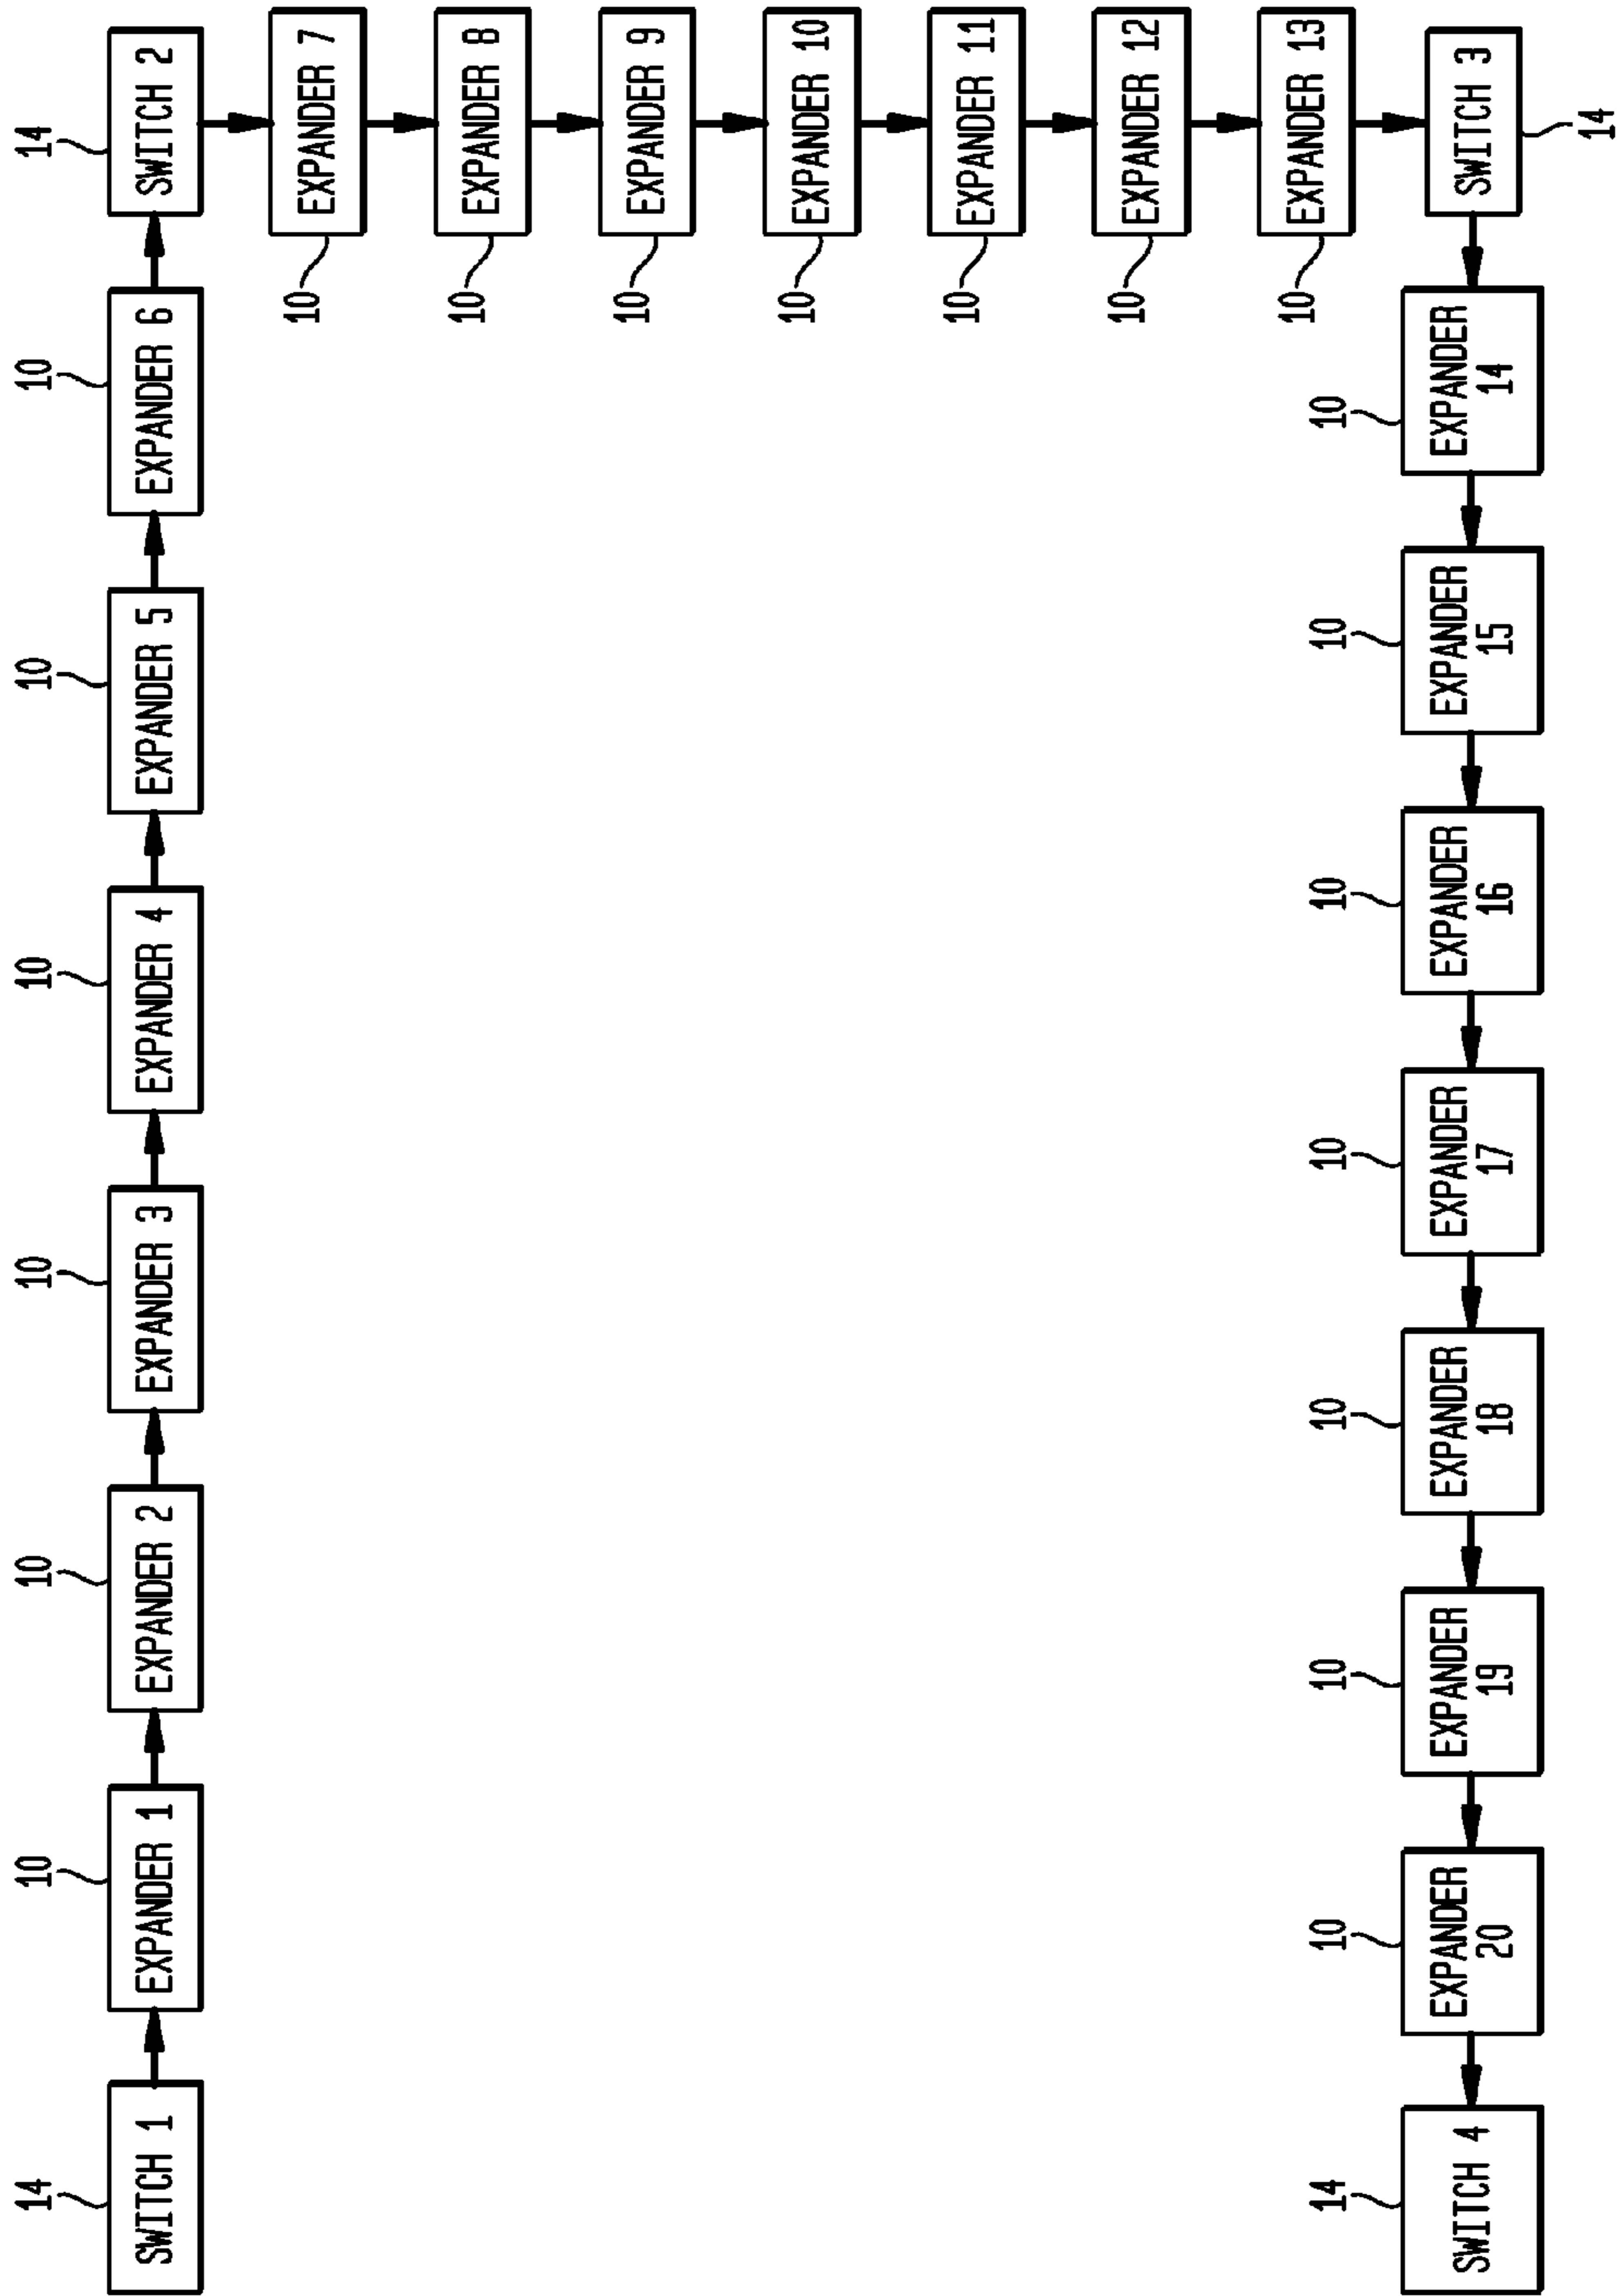 14
SWITCH 1
10
EXPANDER 1
10
EXPANDER 2
10
EXPANDER 3
10
EXPANDER 4
10
EXPANDER 5
10
EXPANDER 6
14
SWITCH 2
10
EXPANDER 7
10
EXPANDER 8
10
EXPANDER 9
10
EXPANDER 10
10
EXPANDER 11
10
EXPANDER 12
10
EXPANDER 13
SWITCH 3
14
10
EXPANDER
14
10
EXPANDER
15
10
EXPANDER
16
10
EXPANDER
17
10
EXPANDER
18
10
EXPANDER
19
10
EXPANDER
20
14
SWITCH 4